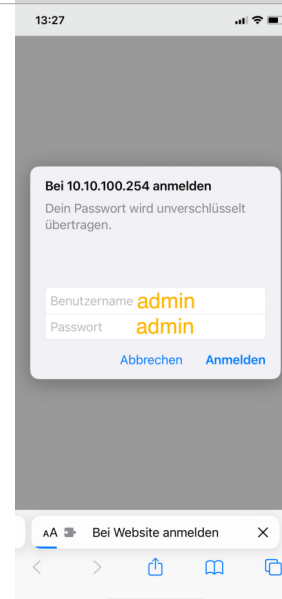 13:27
Bei 10.10.100.254 anmelden
Dein Passwort wird unverschlüsselt
übertragen.
Benutzername admin
Passwort admin
Abbrechen Anmelden
AA Bei Website anmelden